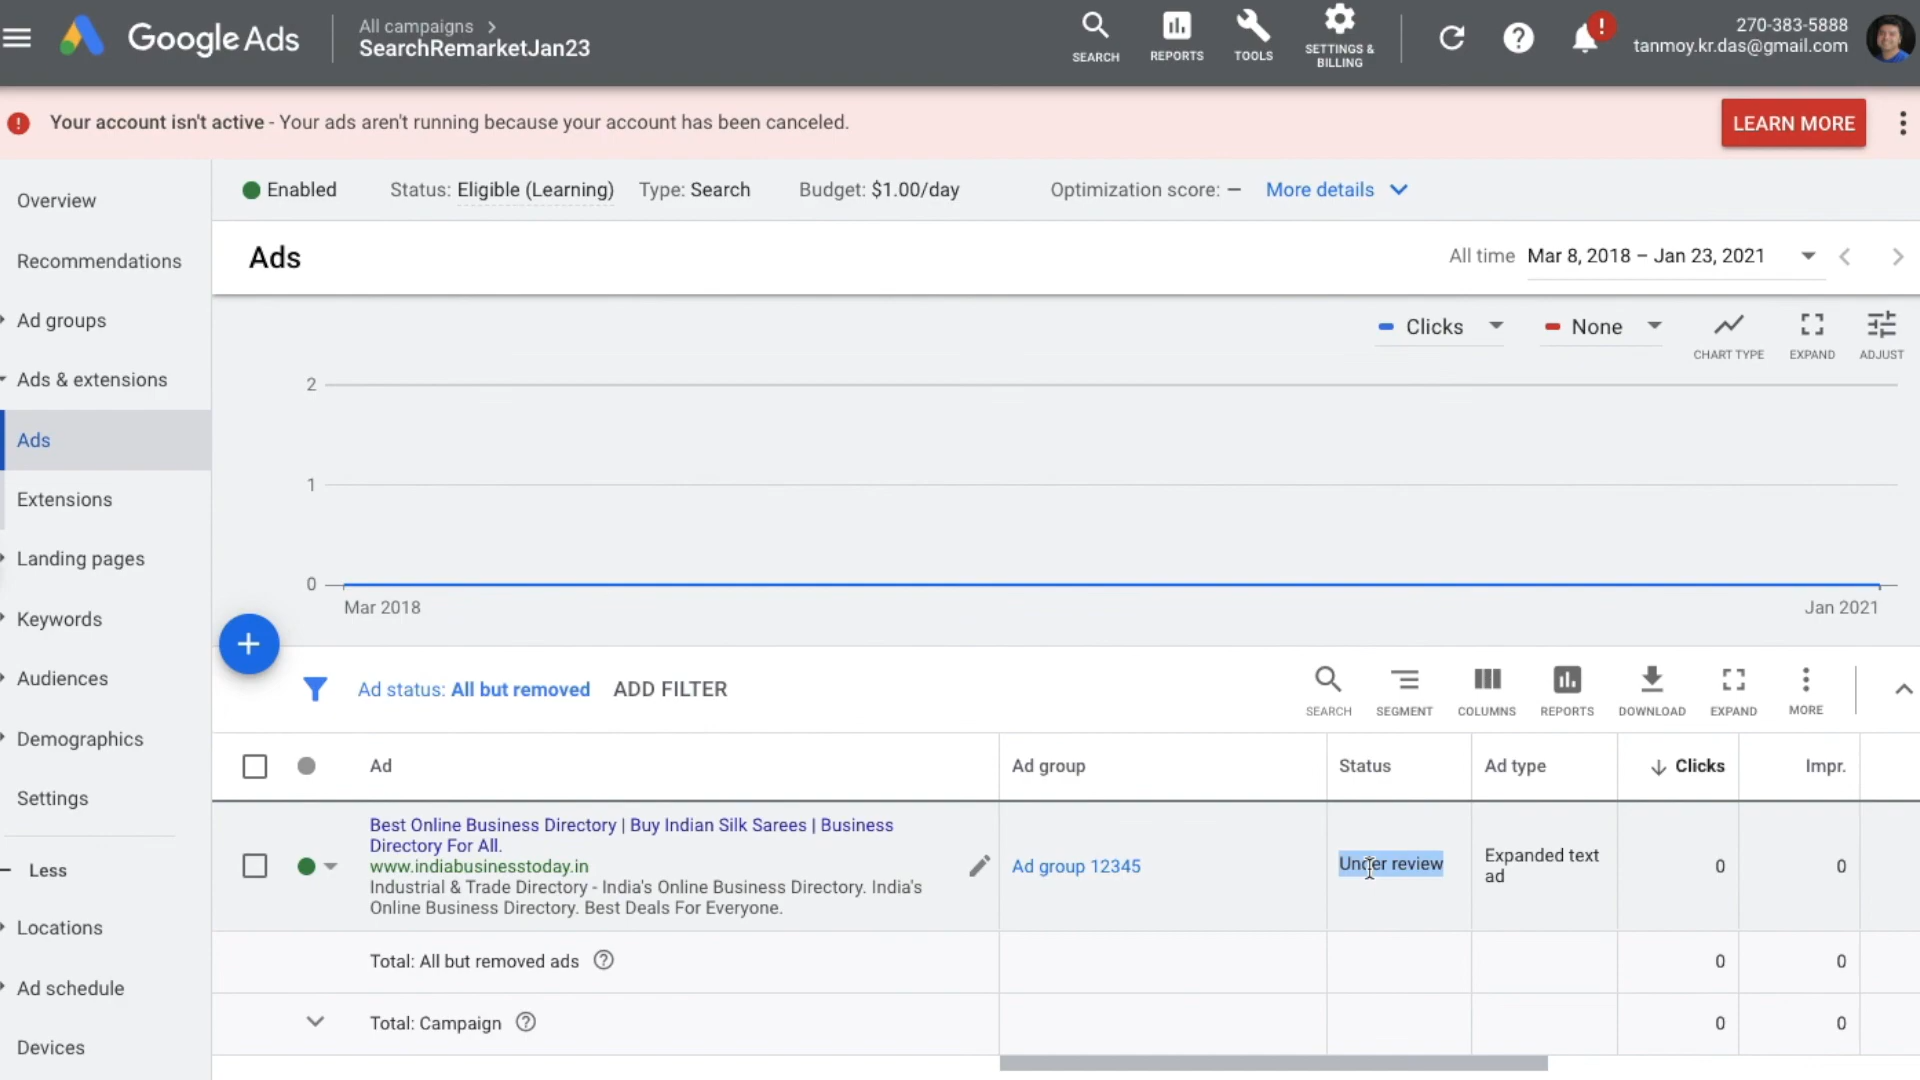 Google Ads
All campaigns
SearchRemarketJan23
SEARCH
REPORTS
TOOLS
SETTINGS &
BILLING
!
270-383-5888
tanmoy.kr.das@gmail.com
Your account isn't active - Your ads aren't running because your account has been canceled.
LEARN MORE
Overview
Recommendations
Ad groups
Ads & extensions
Ads
Extensions
Landing pages
Keywords
Audiences
Demographics
Settings
Less
Locations
Ad schedule
Devices
Enabled
Status: Eligible (Learning)
Type: Search
Budget: $1.00/day
Optimization score: –
More details
Ads
All time Mar 8, 2018 – Jan 23, 2021
Clicks
None
CHART TYPE
EXPAND
ADJUST
2
1
0
Mar 2018
Jan 2021
+
Ad status: All but removed
ADD FILTER
SEARCH
SEGMENT
COLUMNS
REPORTS
DOWNLOAD
EXPAND
MORE
Ad
Ad group
Status
Ad type
Clicks
Impr.
Best Online Business Directory | Buy Indian Silk Sarees | Business
Directory For All.
www.indiabusinesstoday.in
Industrial & Trade Directory - India's Online Business Directory. India's
Online Business Directory. Best Deals For Everyone.
Ad group 12345
Under review
Expanded text
ad
0
0
Total: All but removed ads
0
0
Total: Campaign
0
0